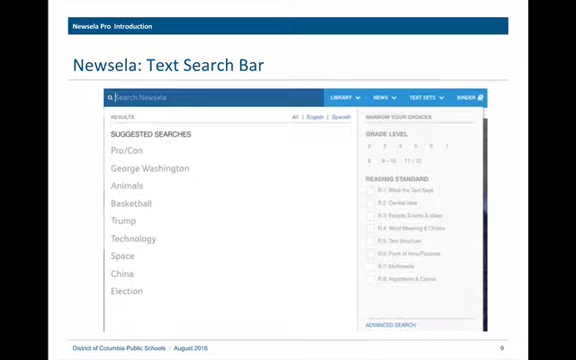 Newsela Pro Introduction
Newsela: Text Search Bar
Search Newsela
LIBRARY NEWS TEXT SETS BINDER
RESULTS All | English | Spanish
SUGGESTED SEARCHES
Pro/Con
George Washington
Animals
Basketball
Trump
Technology
Space
China
Election
NARROW YOUR CHOICES
GRADE LEVEL
2 3 4 5 6 7
8 9-10 11-12
READING STANDARD
R.1: What the Text Says
R.2: Central Idea
R.3: People, Events & Ideas
R.4: Word Meaning & Choice
R.5: Text Structure
R.6: Point of View/Purpose
R.7: Multimedia
R.8: Arguments & Claims
ADVANCED SEARCH
District of Columbia Public Schools | August 2016 9